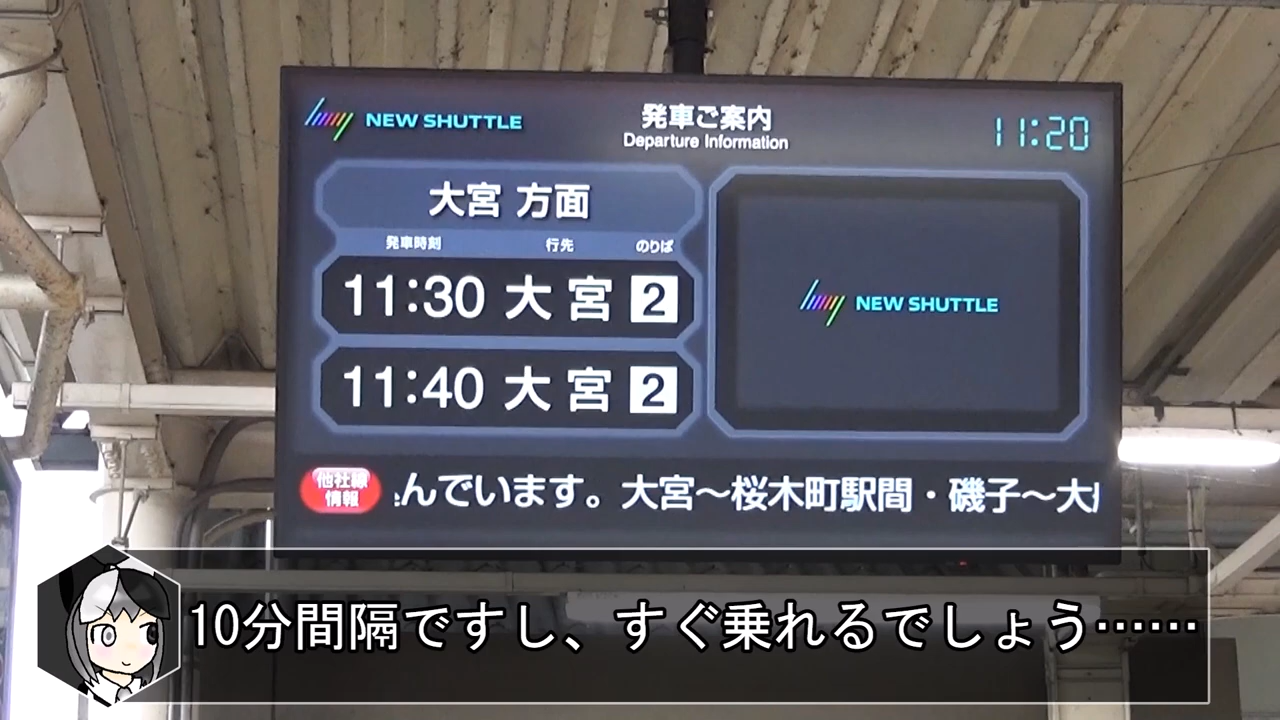 NEW SHUTTLE
発車ご案内
Departure Information
11:20
大宮 方面
発車時刻 行先 のりば
11:30 大宮 2
11:40 大宮 2
NEW SHUTTLE
他社線
情報
んでいます。大宮~桜木町駅間・磯子~大
10分間隔ですし、すぐ乗れるでしょう……